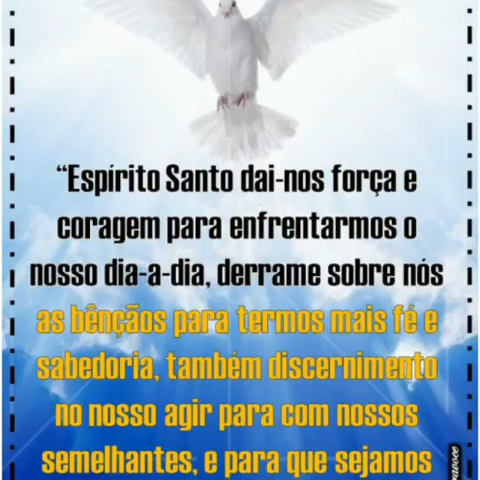 “Espírito Santo dai-nos força e
coragem para enfrentarmos o
nosso dia-a-dia, derrame sobre nós
as bênçãos para termos mais fé e
sabedoria, também discernimento
no nosso agir para com nossos
semelhantes, e para que sejamos